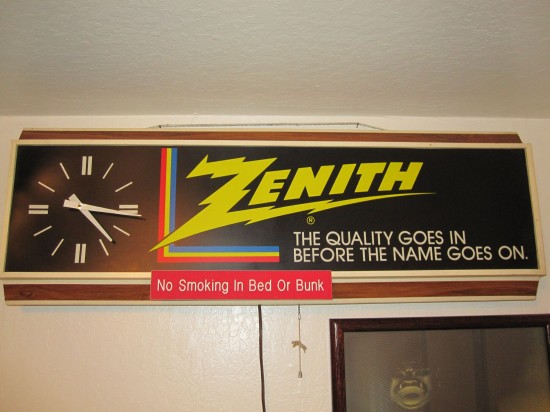 ZENITH®
THE QUALITY GOES IN
BEFORE THE NAME GOES ON.
No Smoking In Bed Or Bunk